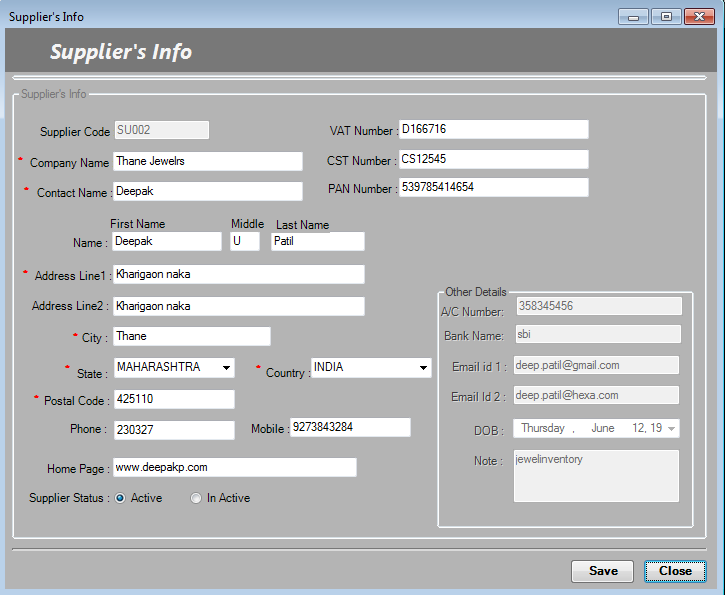 Supplier's Info
Supplier's Info
Supplier's Info
Supplier Code SU002
* Company Name Thane Jewelrs
* Contact Name : Deepak
VAT Number : D166716
CST Number : CS12545
PAN Number : 539785414654
First Name Middle Last Name
Name : Deepak U Patil
* Address Line1 : Kharigaon naka
Address Line2 : Kharigaon naka
* City : Thane
* State : MAHARASHTRA * Country : INDIA
* Postal Code : 425110
Phone : 230327 Mobile : 9273843284
Home Page : www.deepakp.com
Supplier Status : Active In Active
Other Details
A/C Number: 358345456
Bank Name: sbi
Email id 1 : deep.patil@gmail.com
Email Id 2 : deep.patil@hexa.com
DOB : Thursday , June 12, 19
Note : jewelinventory
Save Close